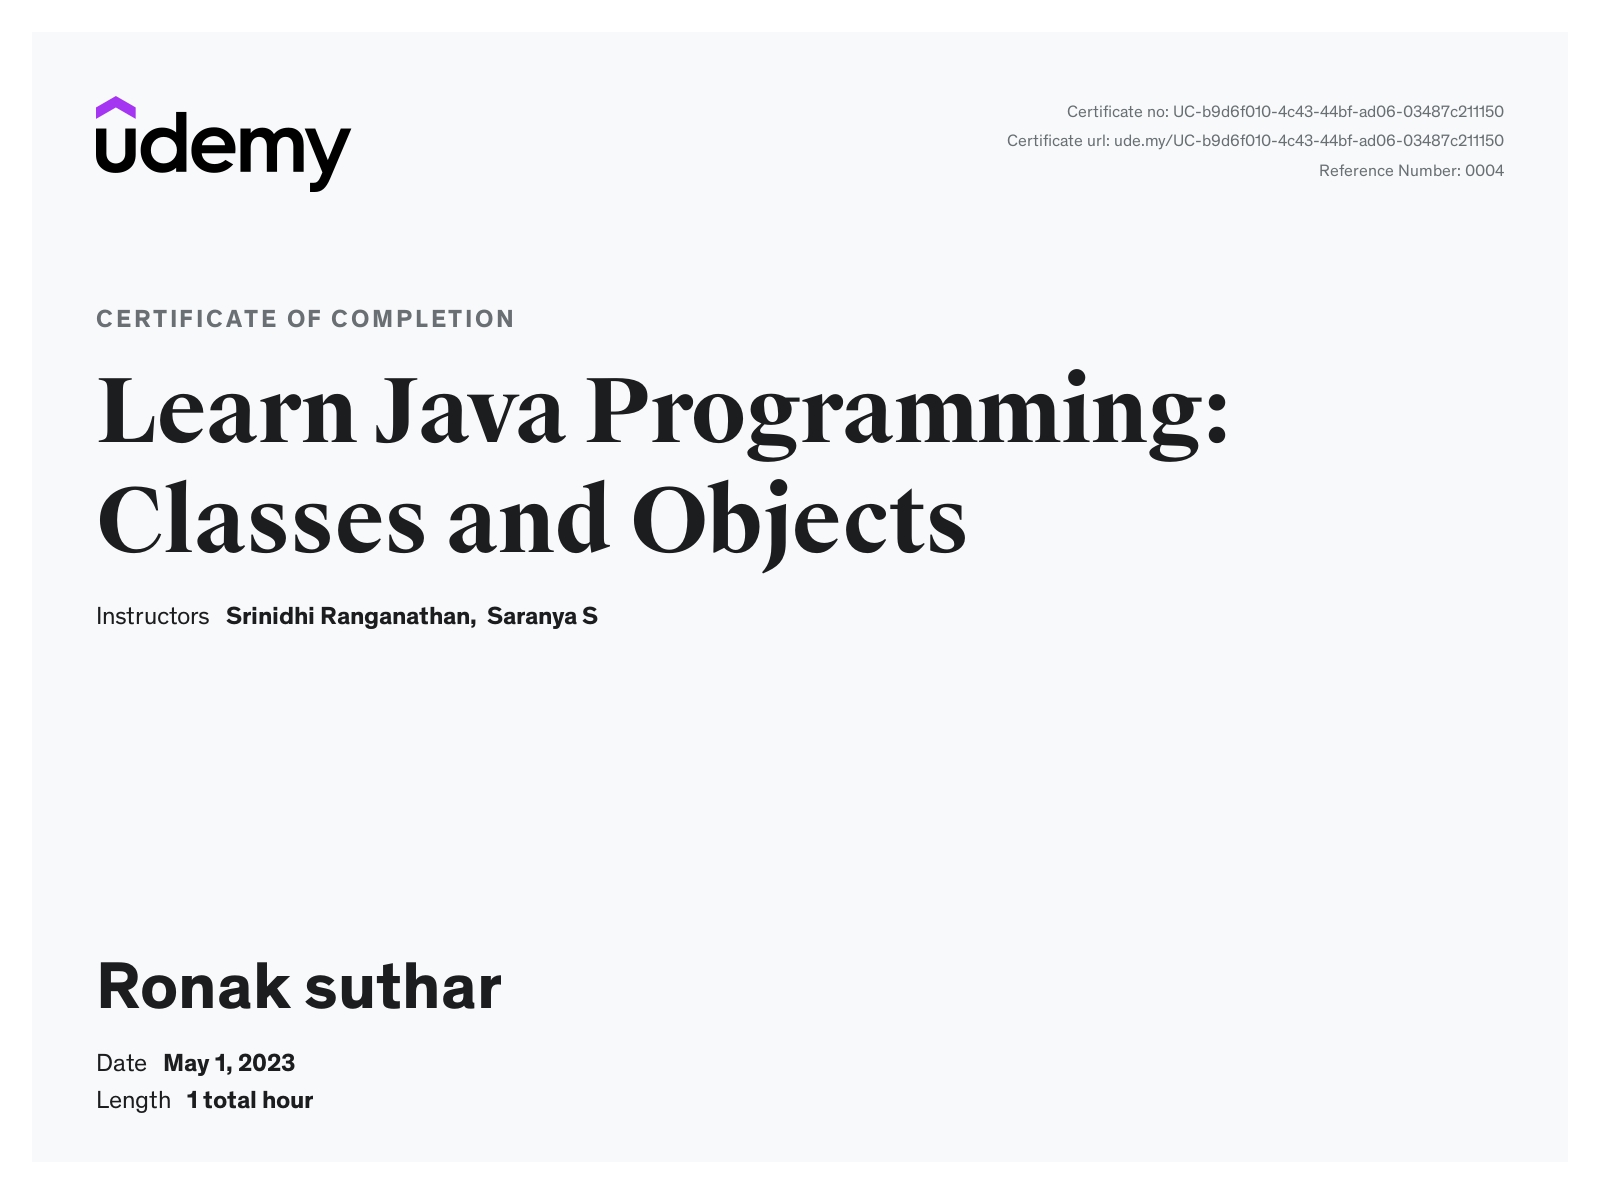 udemy
Certificate no: UC-b9d6f010-4c43-44bf-ad06-03487c211150
Certificate url: ude.my/UC-b9d6f010-4c43-44bf-ad06-03487c211150
Reference Number: 0004
CERTIFICATE OF COMPLETION
Learn Java Programming:
Classes and Objects
Instructors Srinidhi Ranganathan, Saranya S
Ronak suthar
Date May 1, 2023
Length 1 total hour